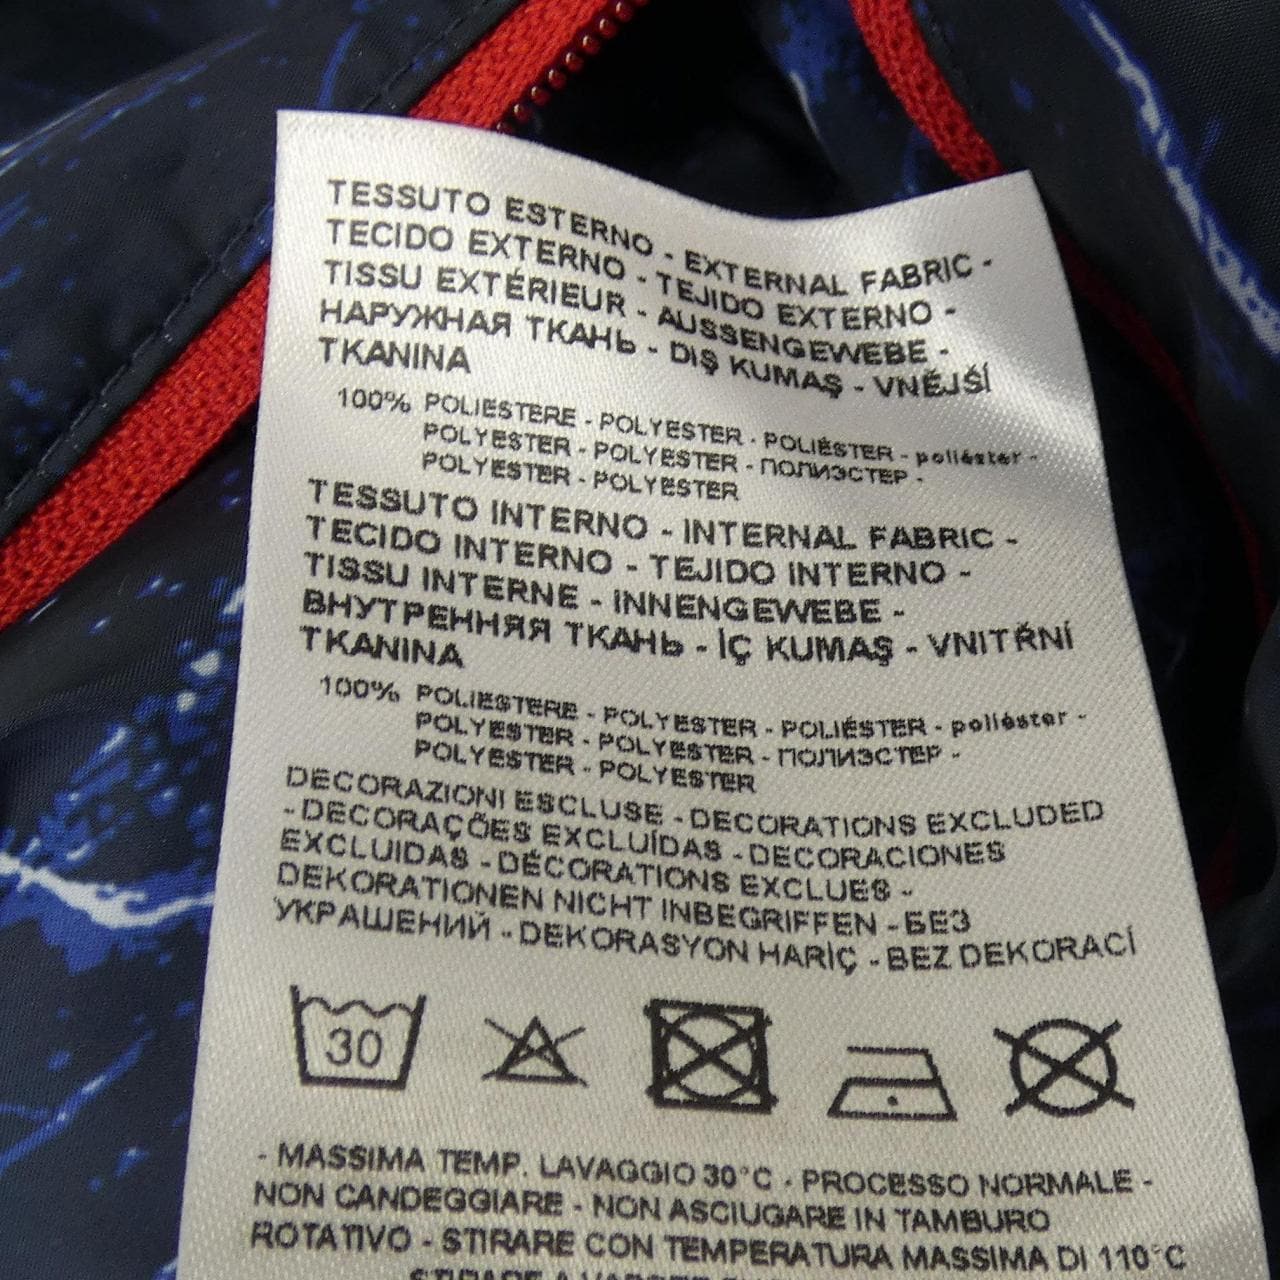 TESSUTO ESTERNO - EXTERNAL FABRIC -
TECIDO EXTERNO - TEJIDO EXTERNO -
TISSU EXTÉRIEUR - AUSSENGEWEBE -
НАРУЖНАЯ ТКАНЬ - DIŞ KUMAŞ - VNĚJŠÍ
TKANINA
100% POLIESTERE - POLYESTER - POLIÉSTER - poliéster -
POLYESTER - POLYESTER - ПОЛИЭСТЕР -
POLYESTER - POLYESTER
TESSUTO INTERNO - INTERNAL FABRIC -
TECIDO INTERNO - TEJIDO INTERNO -
TISSU INTERNE - INNENGEWEBE -
ВНУТРЕННЯЯ ТКАНЬ - İÇ KUMAŞ - VNITŘNÍ
TKANINA
100% POLIESTERE - POLYESTER - POLIÉSTER - poliéster -
POLYESTER - POLYESTER - ПОЛИЭСТЕР -
POLYESTER - POLYESTER
DECORAZIONI ESCLUSE - DECORATIONS EXCLUDED
- DECORAÇÕES EXCLUÍDAS - DECORACIONES
EXCLUIDAS - DÉCORATIONS EXCLUES -
DEKORATIONEN NICHT INBEGRIFFEN - БЕЗ
УКРАШЕНИЙ - DEKORASYON HARİÇ - BEZ DEKORACÍ
30
- MASSIMA TEMP. LAVAGGIO 30°C - PROCESSO NORMALE -
NON CANDEGGIARE - NON ASCIUGARE IN TAMBURO
ROTATIVO - STIRARE CON TEMPERATURA MASSIMA DI 110°C
STIRARE A